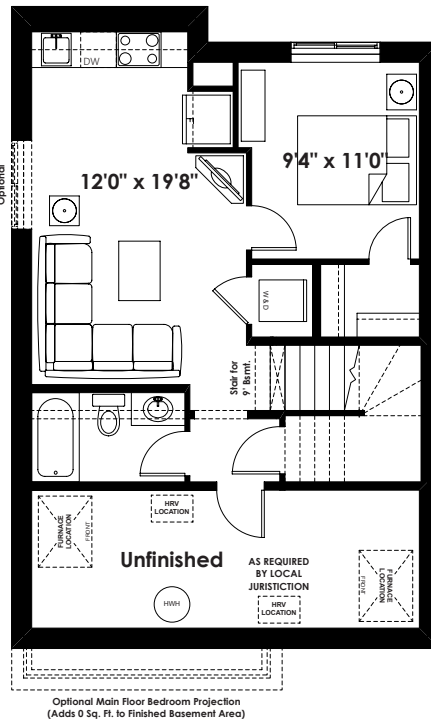 DW
Optional
12'0" x 19'8"
9'4" x 11'0"
W & D
Stair for
9' Bsmt.
FURNACE
LOCATION
FRONT
HRV
LOCATION
Unfinished
AS REQUIRED
BY LOCAL
JURISTICTION
HWH
HRV
LOCATION
FRONT
FURNACE
LOCATION
Optional Main Floor Bedroom Projection
(Adds 0 Sq. Ft. to Finished Basement Area)